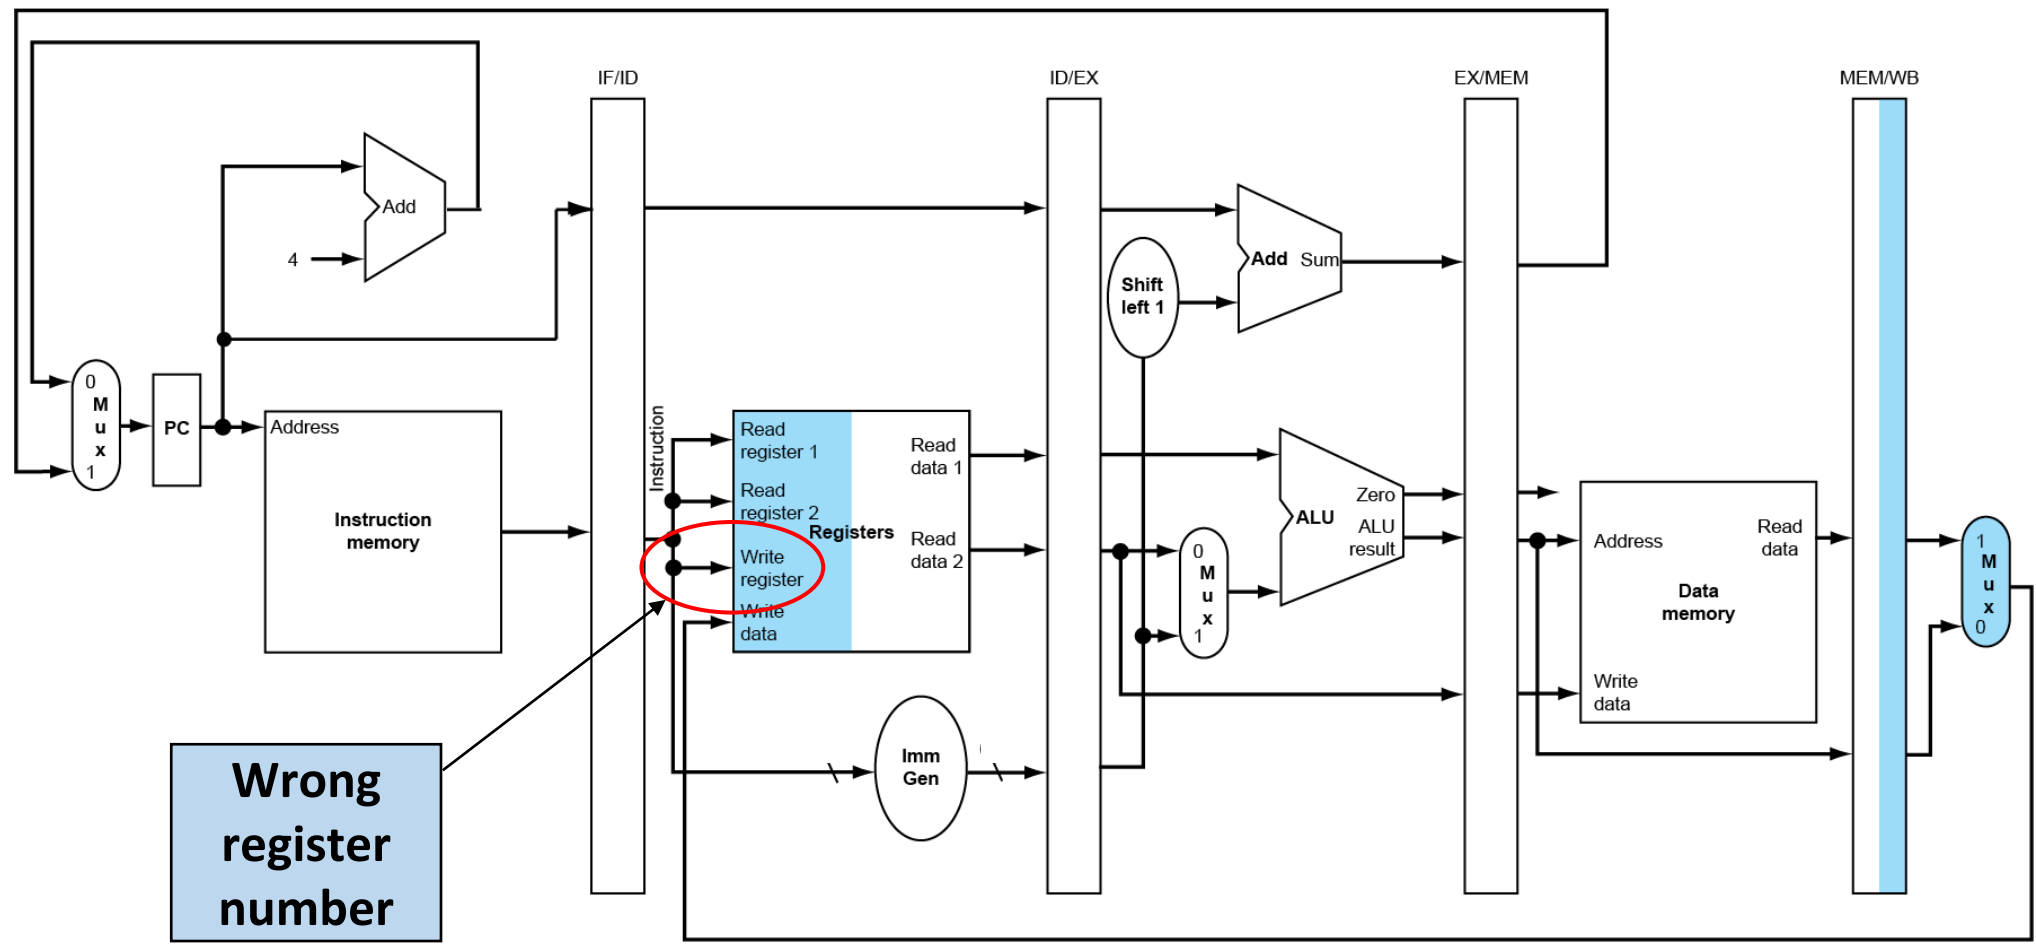 IF/ID
ID/EX
EX/MEM
MEM/WB
Add
4
Add Sum
Shift
left 1
0
M
u
x
1
PC
Address
Instruction
memory
Instruction
Read
register 1
Read
register 2
Write
register
Write
data
Registers
Read
data 1
Read
data 2
Imm
Gen
0
M
u
x
1
Zero
ALU
ALU
result
Address
Read
data
Data
memory
Write
data
1
M
u
x
0
Wrong
register
number